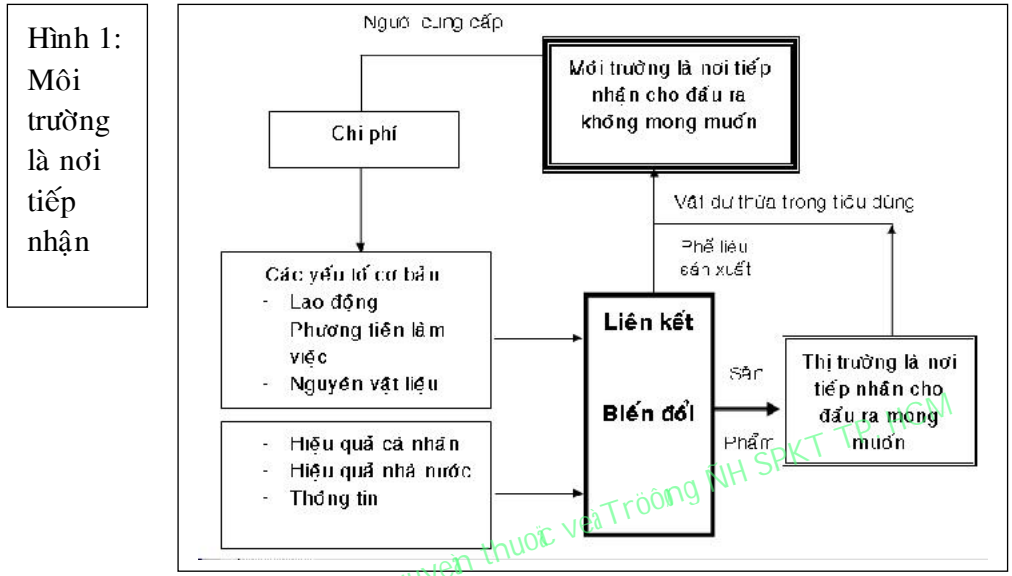 Hình 1:
Môi
trường
là nơi
tiếp
nhận
Người cung cấp
Môi trường là nơi tiếp
nhận cho đầu ra
không mong muốn
Chi phí
Vật dư thừa trong tiêu dùng
Phế liệu
sản xuất
Các yếu tố cơ bản
- Lao động
Phương tiện làm
việc
- Nguyên vật liệu
Liên kết
Biến đổi
Sản
Phẩm
Thị trường là nơi
tiếp nhận cho
đầu ra mong
muốn
- Hiệu quả cá nhân
- Hiệu quả nhà nước
- Thông tin
thuoäc veà Tröôøng ÑH SPKT TP. HCM